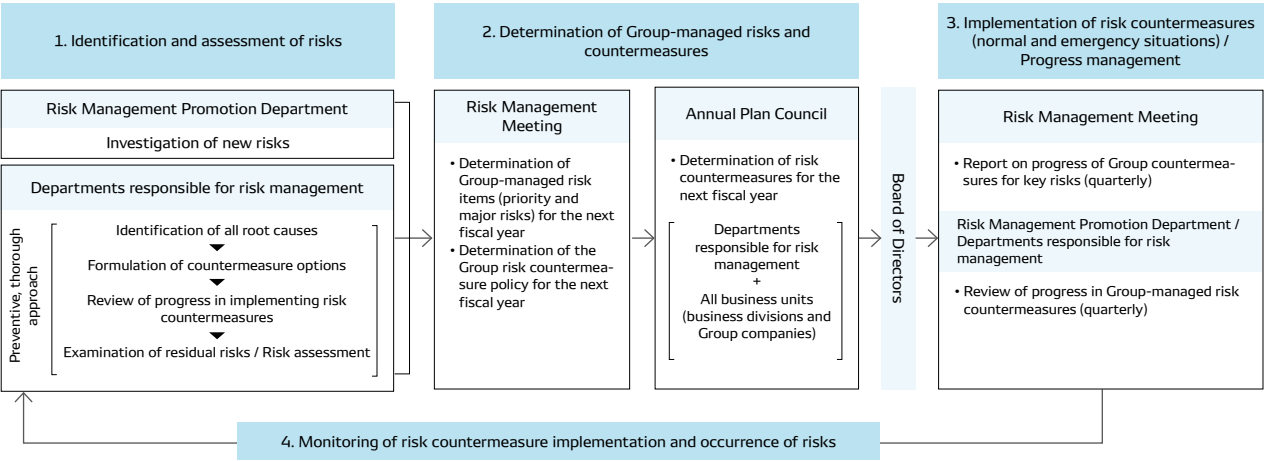 1. Identification and assessment of risks
Risk Management Promotion Department
Investigation of new risks
Departments responsible for risk management
Preventive, thorough
approach
Identification of all root causes
Formulation of countermeasure options
Review of progress in implementing risk
countermeasures
Examination of residual risks / Risk assessment
2. Determination of Group-managed risks and
countermeasures
Risk Management
Meeting
• Determination of
Group-managed risk
items (priority and
major risks) for the next
fiscal year
• Determination of the
Group risk countermea-
sure policy for the next
fiscal year
Annual Plan Council
• Determination of risk
countermeasures for the
next fiscal year
Departments
responsible for risk
management
+
All business units
(business divisions and
Group companies)
Board of Directors
3. Implementation of risk countermeasures
(normal and emergency situations) /
Progress management
Risk Management Meeting
• Report on progress of Group countermea-
sures for key risks (quarterly)
Risk Management Promotion Department /
Departments responsible for risk
management
• Review of progress in Group-managed risk
countermeasures (quarterly)
4. Monitoring of risk countermeasure implementation and occurrence of risks